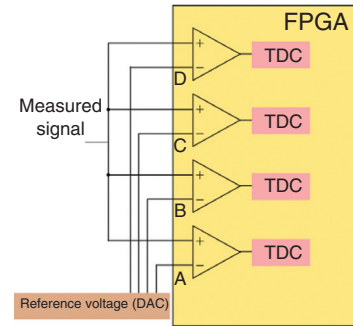 FPGA
+
−
D
TDC
Measured
signal
+
−
C
TDC
+
−
B
TDC
+
−
A
TDC
Reference voltage (DAC)